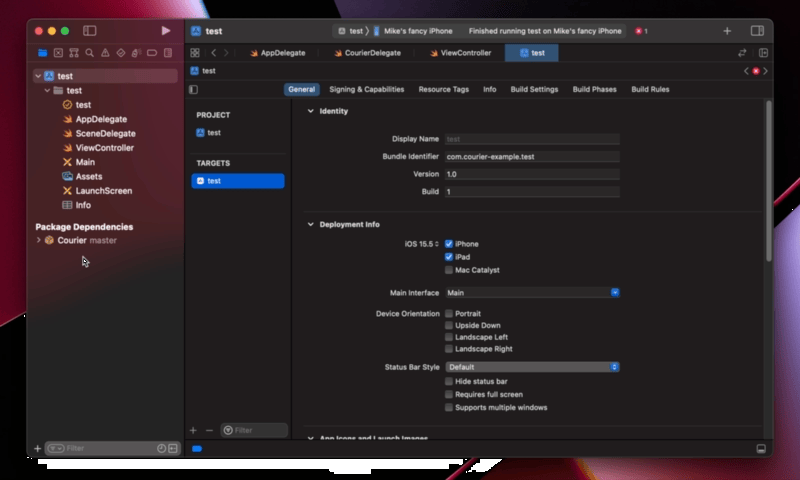 test
test 〉 Mike's fancy iPhone
Finished running test on Mike's fancy iPhone
1
AppDelegate
CourierDelegate
ViewController
test
test
test
test
test
AppDelegate
SceneDelegate
ViewController
Main
Assets
LaunchScreen
Info
Package Dependencies
Courier master
Filter
General
Signing & Capabilities
Resource Tags
Info
Build Settings
Build Phases
Build Rules
PROJECT
test
TARGETS
test
Filter
Identity
Display Name test
Bundle Identifier com.courier-example.test
Version 1.0
Build 1
Deployment Info
iOS 15.5
iPhone
iPad
Mac Catalyst
Main Interface Main
Device Orientation Portrait
Upside Down
Landscape Left
Landscape Right
Status Bar Style Default
Hide status bar
Requires full screen
Supports multiple windows
App Icons and Launch Images